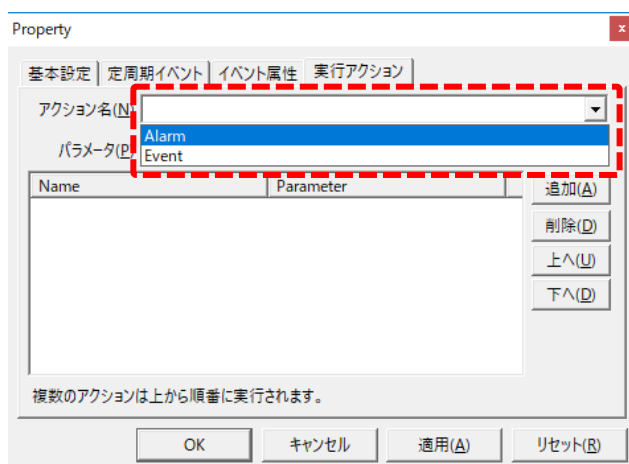 Property
x
基本設定 定周期イベント イベント属性 実行アクション
アクション名(N)
Alarm
パラメータ(P)
Event
Name Parameter
追加(A)
削除(D)
上へ(U)
下へ(D)
複数のアクションは上から順番に実行されます。
OK キャンセル 適用(A) リセット(R)